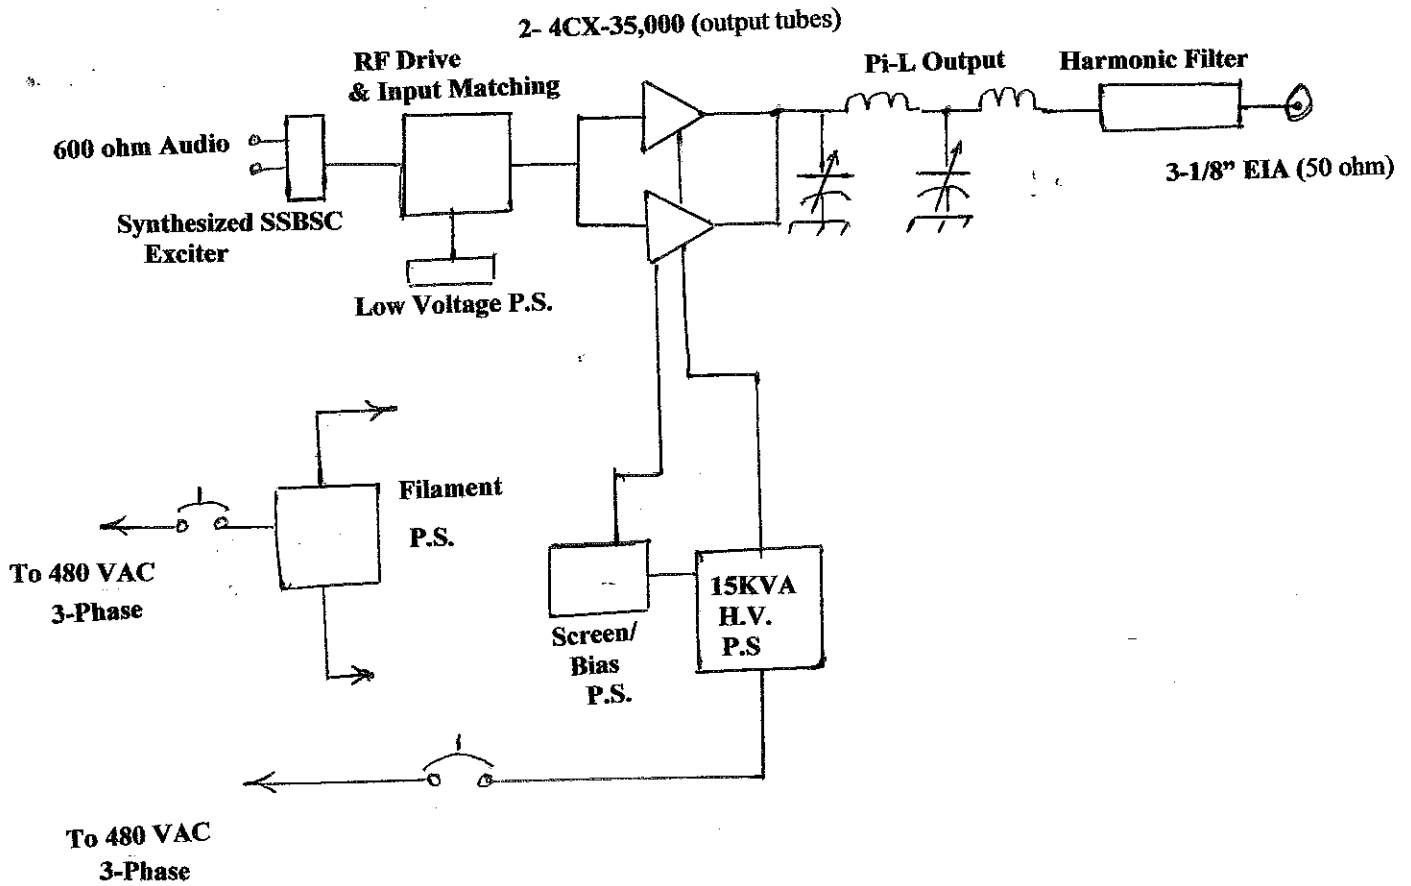 2- 4CX-35,000 (output tubes)
RF Drive
& Input Matching
Pi-L Output
Harmonic Filter
600 ohm Audio
3-1/8” EIA (50 ohm)
Synthesized SSBSC
Exciter
Low Voltage P.S.
Filament
P.S.
To 480 VAC
3-Phase
15KVA
H.V.
P.S
Screen/
Bias
P.S.
To 480 VAC
3-Phase